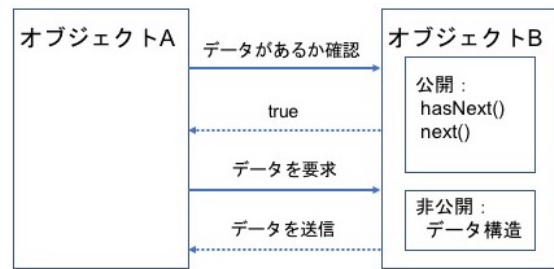 オブジェクトA
データがあるか確認
true
データを要求
データを送信
オブジェクトB
公開：
hasNext()
next()
非公開：
データ構造